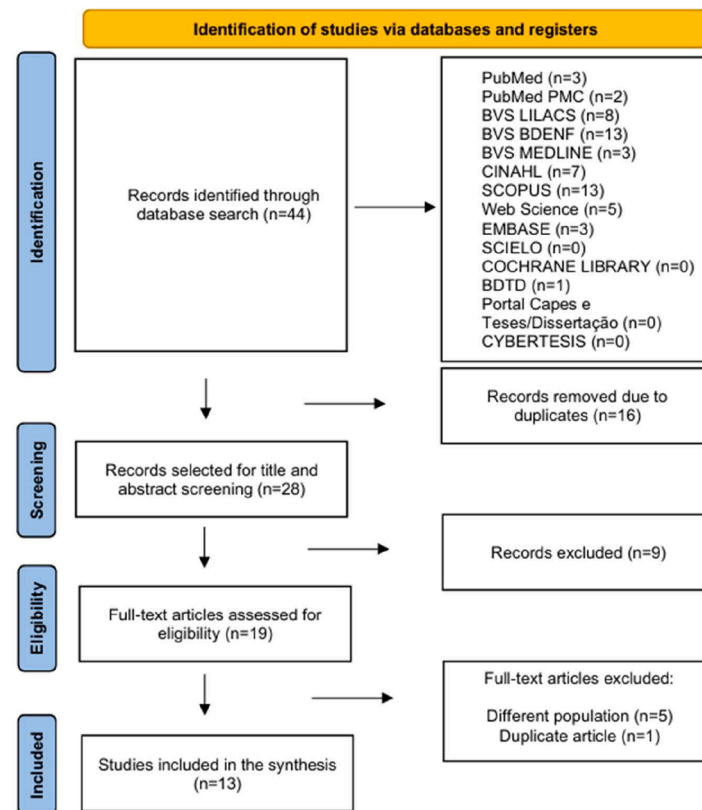 Identification of studies via databases and registers
Identification
Records identified through
database search (n=44)
PubMed (n=3)
PubMed PMC (n=2)
BVS LILACS (n=8)
BVS BDENF (n=13)
BVS MEDLINE (n=3)
CINAHL (n=7)
SCOPUS (n=13)
Web Science (n=5)
EMBASE (n=3)
SCIELO (n=0)
COCHRANE LIBRARY (n=0)
BDTD (n=1)
Portal Capes e
Teses/Dissertação (n=0)
CYBERTESIS (n=0)
Records removed due to
duplicates (n=16)
Screening
Records selected for title and
abstract screening (n=28)
Records excluded (n=9)
Eligibility
Full-text articles assessed for
eligibility (n=19)
Full-text articles excluded:
Different population (n=5)
Duplicate article (n=1)
Included
Studies included in the synthesis
(n=13)